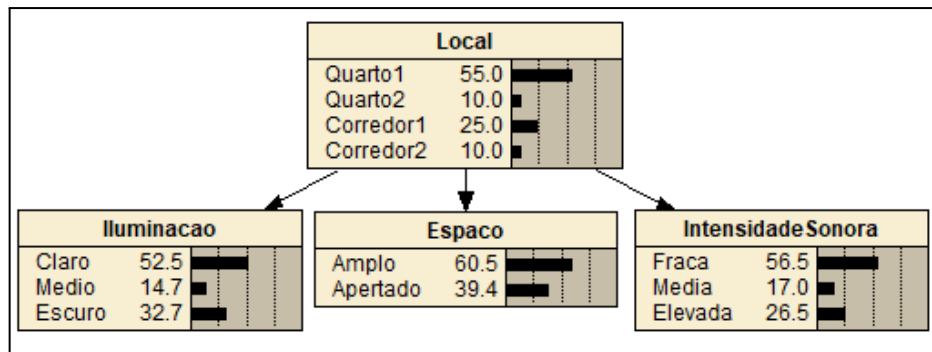 Local
Quarto1 55.0
Quarto2 10.0
Corredor1 25.0
Corredor2 10.0
Iluminacao
Claro 52.5
Medio 14.7
Escuro 32.7
Espaco
Amplo 60.5
Apertado 39.4
IntensidadeSonora
Fraca 56.5
Media 17.0
Elevada 26.5